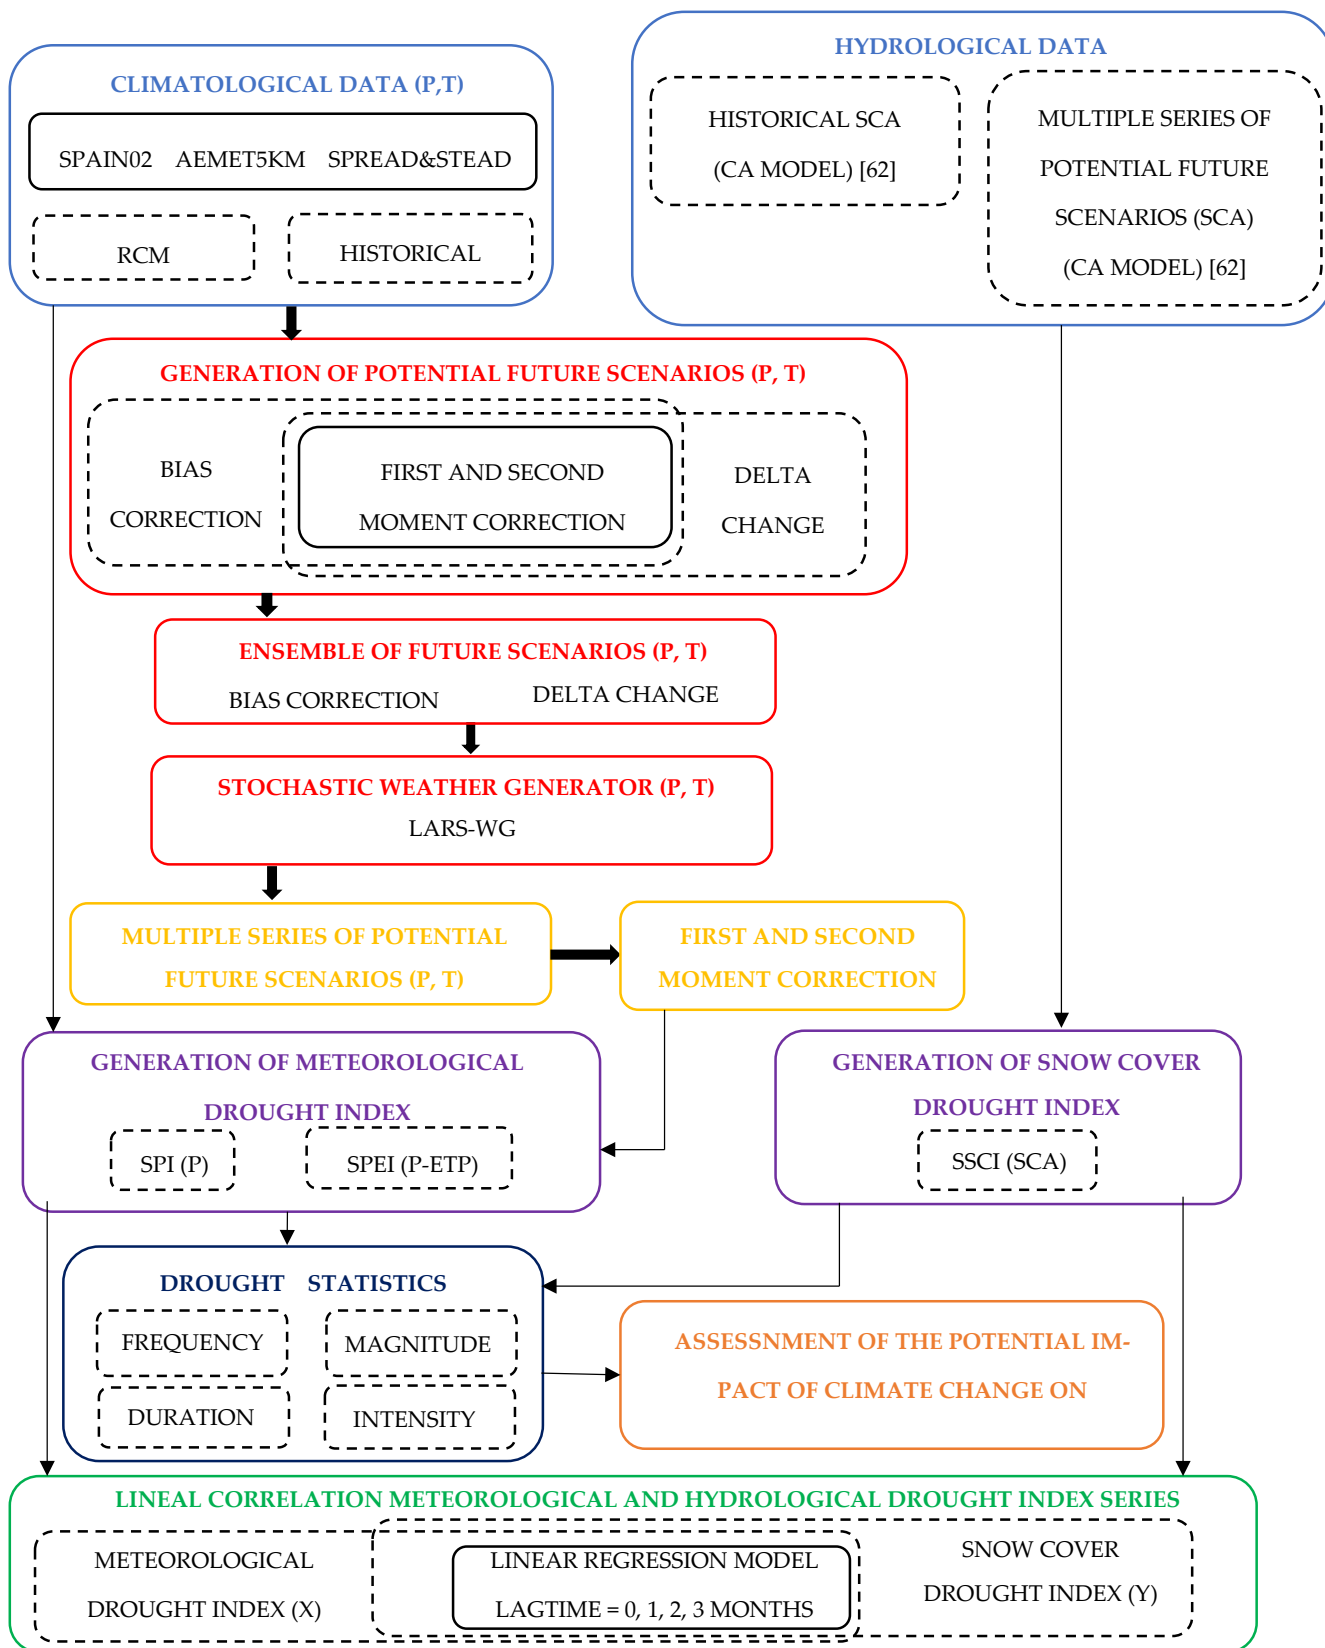 CLIMATOLOGICAL DATA (P,T)
SPAIN02 AEMET5KM SPREAD&STEAD
RCM
HISTORICAL
HYDROLOGICAL DATA
HISTORICAL SCA
(CA MODEL) [62]
MULTIPLE SERIES OF
POTENTIAL FUTURE
SCENARIOS (SCA)
(CA MODEL) [62]
GENERATION OF POTENTIAL FUTURE SCENARIOS (P, T)
BIAS
CORRECTION
FIRST AND SECOND
MOMENT CORRECTION
DELTA
CHANGE
ENSEMBLE OF FUTURE SCENARIOS (P, T)
BIAS CORRECTION
DELTA CHANGE
STOCHASTIC WEATHER GENERATOR (P, T)
LARS-WG
MULTIPLE SERIES OF POTENTIAL
FUTURE SCENARIOS (P, T)
FIRST AND SECOND
MOMENT CORRECTION
GENERATION OF METEOROLOGICAL
DROUGHT INDEX
SPI (P)
SPEI (P-ETP)
GENERATION OF SNOW COVER
DROUGHT INDEX
SSCI (SCA)
DROUGHT STATISTICS
FREQUENCY
MAGNITUDE
DURATION
INTENSITY
ASSESSNMENT OF THE POTENTIAL IM-
PACT OF CLIMATE CHANGE ON
LINEAL CORRELATION METEOROLOGICAL AND HYDROLOGICAL DROUGHT INDEX SERIES
METEOROLOGICAL
DROUGHT INDEX (X)
LINEAR REGRESSION MODEL
LAGTIME = 0, 1, 2, 3 MONTHS
SNOW COVER
DROUGHT INDEX (Y)